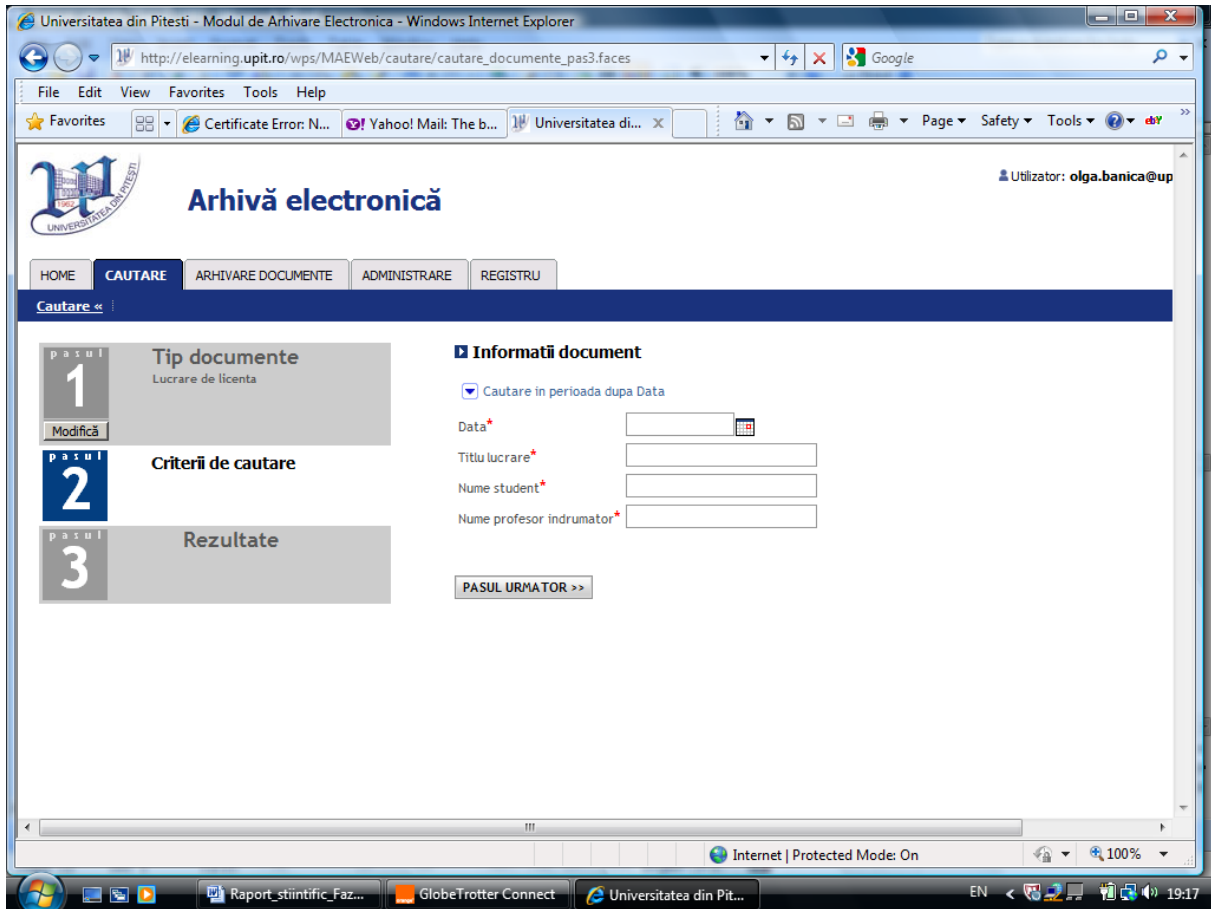 Universitatea din Pitesti - Modul de Arhivare Electronica - Windows Internet Explorer
http://elearning.upit.ro/wps/MAEWeb/cautare/cautare_documente_pas3.faces
Google
File Edit View Favorites Tools Help
Favorites
Certificate Error: N...
Yahoo! Mail: The b...
Universitatea di...
Page Safety Tools
UNIVERSITATEA DIN PITEȘTI
1962
Arhivă electronică
Utilizator: olga.banica@up
HOME CAUTARE ARHIVARE DOCUMENTE ADMINISTRARE REGISTRU
Cautare «
pasul
1
Tip documente
Lucrare de licenta
Modifică
pasul
2
Criterii de cautare
pasul
3
Rezultate
Informatii document
Cautare in perioada dupa Data
Data*
Titlu lucrare*
Nume student*
Nume profesor indrumator*
PASUL URMATOR >>
Internet | Protected Mode: On
100%
Raport_stiintific_Faz...
GlobeTrotter Connect
Universitatea din Pit...
EN
19:17